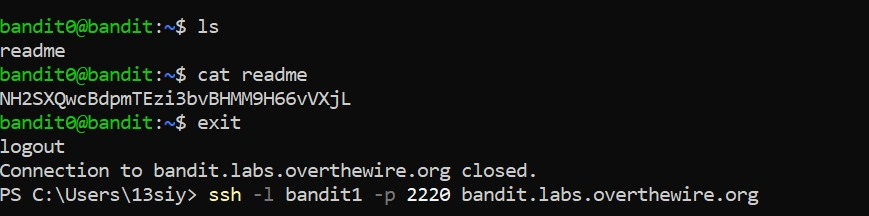 bandit0@bandit:~$ ls
readme
bandit0@bandit:~$ cat readme
NH2SXQwcBdpmTEzi3bvBHMM9H66vVXjL
bandit0@bandit:~$ exit
logout
Connection to bandit.labs.overthewire.org closed.
PS C:\Users\13siy> ssh -l bandit1 -p 2220 bandit.labs.overthewire.org